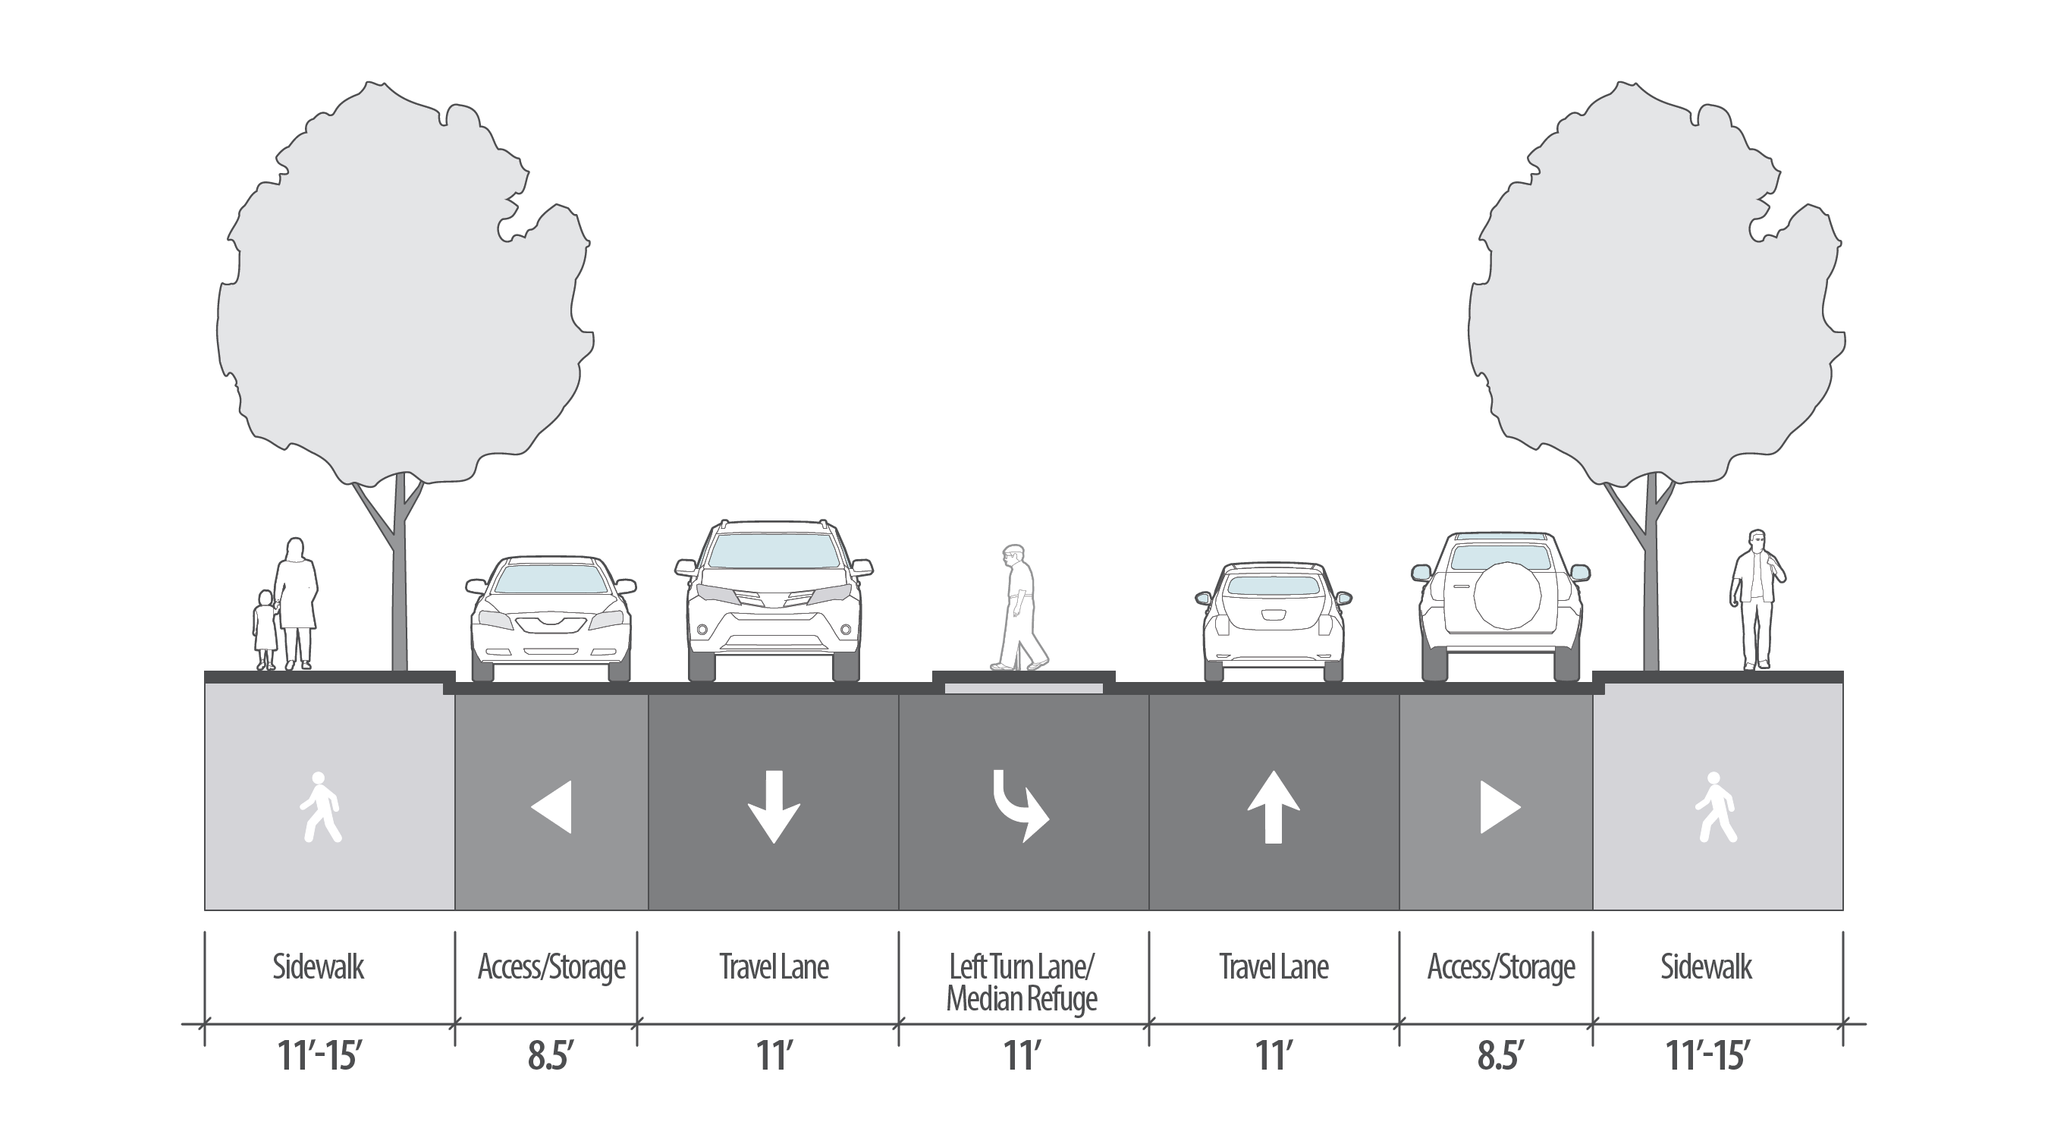 Sidewalk
Access/Storage
Travel Lane
Left Turn Lane/
Median Refuge
Travel Lane
Access/Storage
Sidewalk
11’-15’
8.5’
11’
11’
11’
8.5’
11’-15’